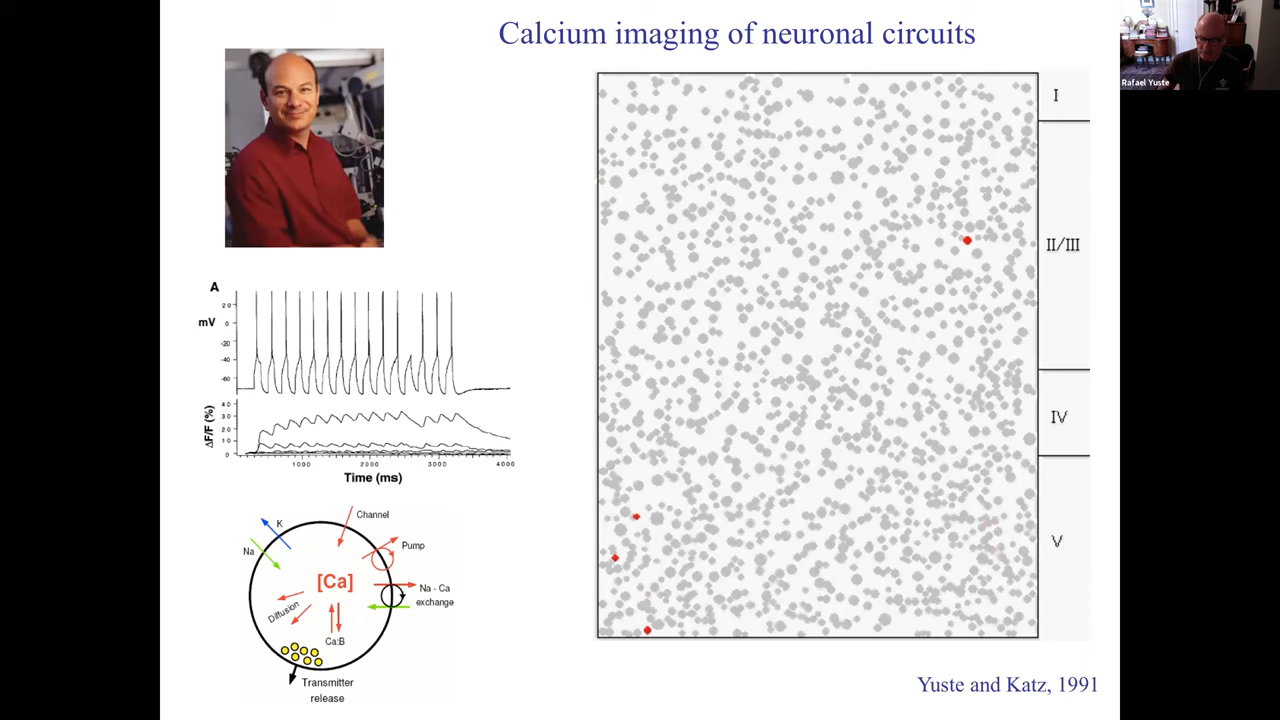 Calcium imaging of neuronal circuits
Rafael Yuste
I
II/III
IV
V
A
mV
20
0
-20
-40
-60
ΔF/F (%)
40
30
20
10
0
1000 2000 3000 4000
Time (ms)
Channel
K
Na
Pump
[Ca]
Na - Ca
exchange
Diffusion
Ca:B
Transmitter
release
Yuste and Katz, 1991